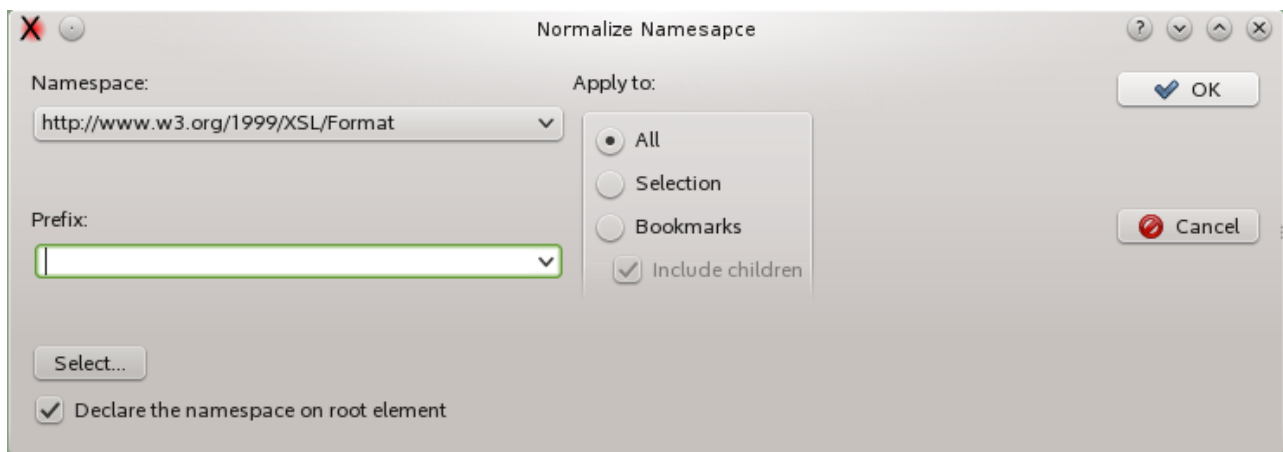 Normalize Namesapce
Namespace:
http://www.w3.org/1999/XSL/Format
Apply to:
All
Selection
Bookmarks
Include children
OK
Cancel
Prefix:
Select...
Declare the namespace on root element